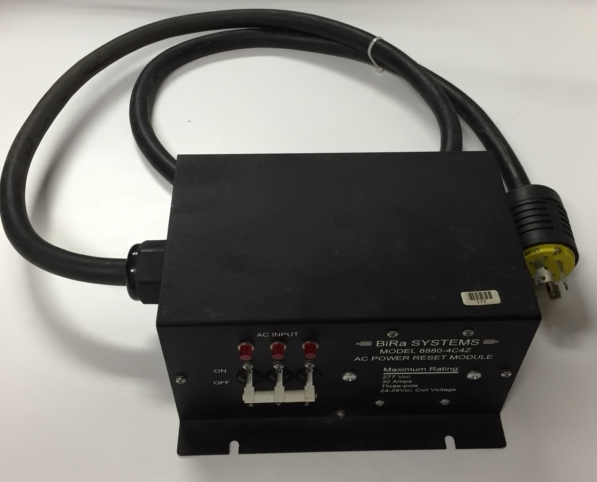 AC INPUT
ON
OFF
BiRa SYSTEMS
MODEL 8880-4C4Z
AC POWER RESET MODULE
Maximum Rating:
277 Vac
30 Amps
Three-pole
24-28Vdc Coil Voltage
177